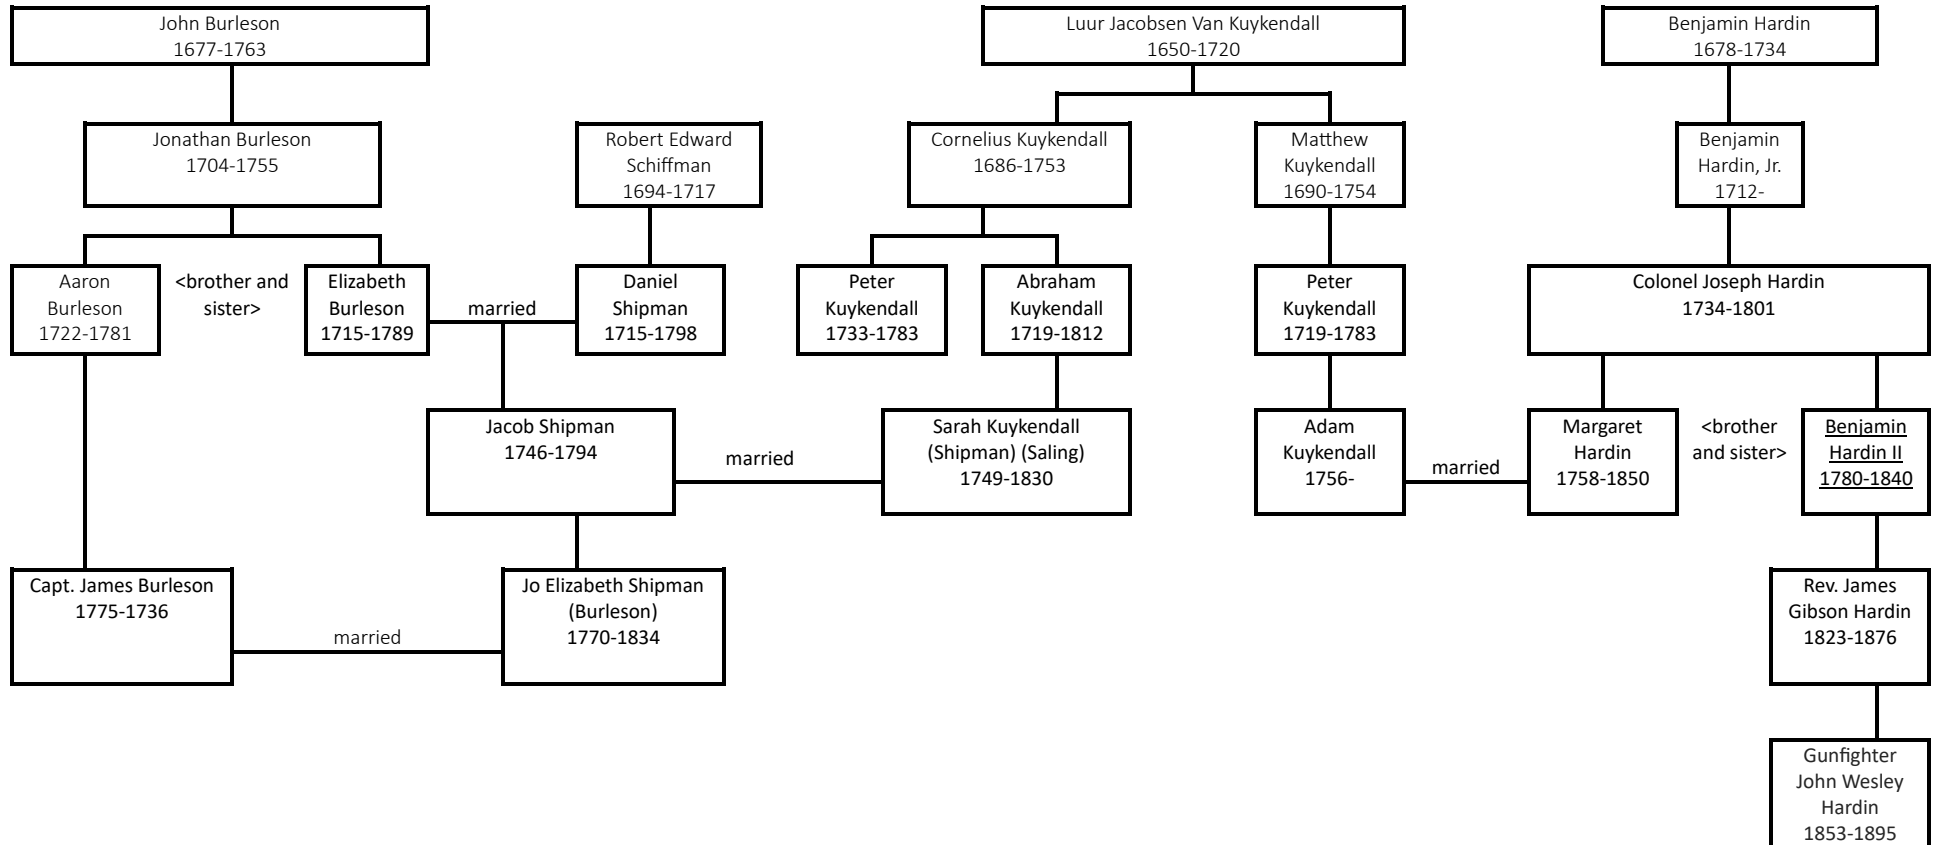 John Burleson
1677-1763
Luur Jacobsen Van Kuykendall
1650-1720
Benjamin Hardin
1678-1734
Jonathan Burleson
1704-1755
Robert Edward
Schiffman
1694-1717
Cornelius Kuykendall
1686-1753
Matthew
Kuykendall
1690-1754
Benjamin
Hardin, Jr.
1712-
Aaron
Burleson
1722-1781
<brother and
sister>
Elizabeth
Burleson
1715-1789
married
Daniel
Shipman
1715-1798
Peter
Kuykendall
1733-1783
Abraham
Kuykendall
1719-1812
Peter
Kuykendall
1719-1783
Colonel Joseph Hardin
1734-1801
Jacob Shipman
1746-1794
married
Sarah Kuykendall
(Shipman) (Saling)
1749-1830
Adam
Kuykendall
1756-
married
Margaret
Hardin
1758-1850
<brother
and sister>
Benjamin
Hardin II
1780-1840
Capt. James Burleson
1775-1736
married
Jo Elizabeth Shipman
(Burleson)
1770-1834
Rev. James
Gibson Hardin
1823-1876
Gunfighter
John Wesley
Hardin
1853-1895